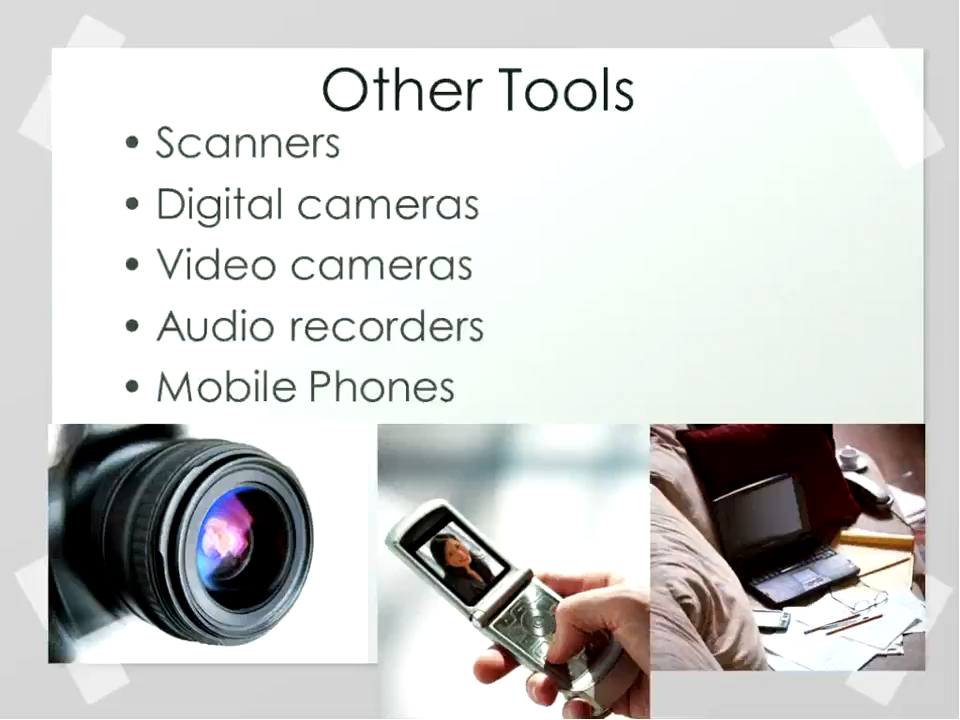 Other Tools
• Scanners
• Digital cameras
• Video cameras
• Audio recorders
• Mobile Phones